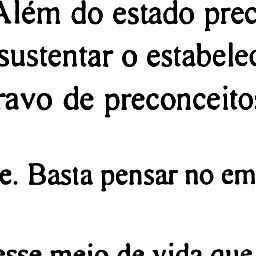 Além do estado prec
sustentar o estabelec
ravo de preconceitos
e. Basta pensar no em
esse meio de vida que